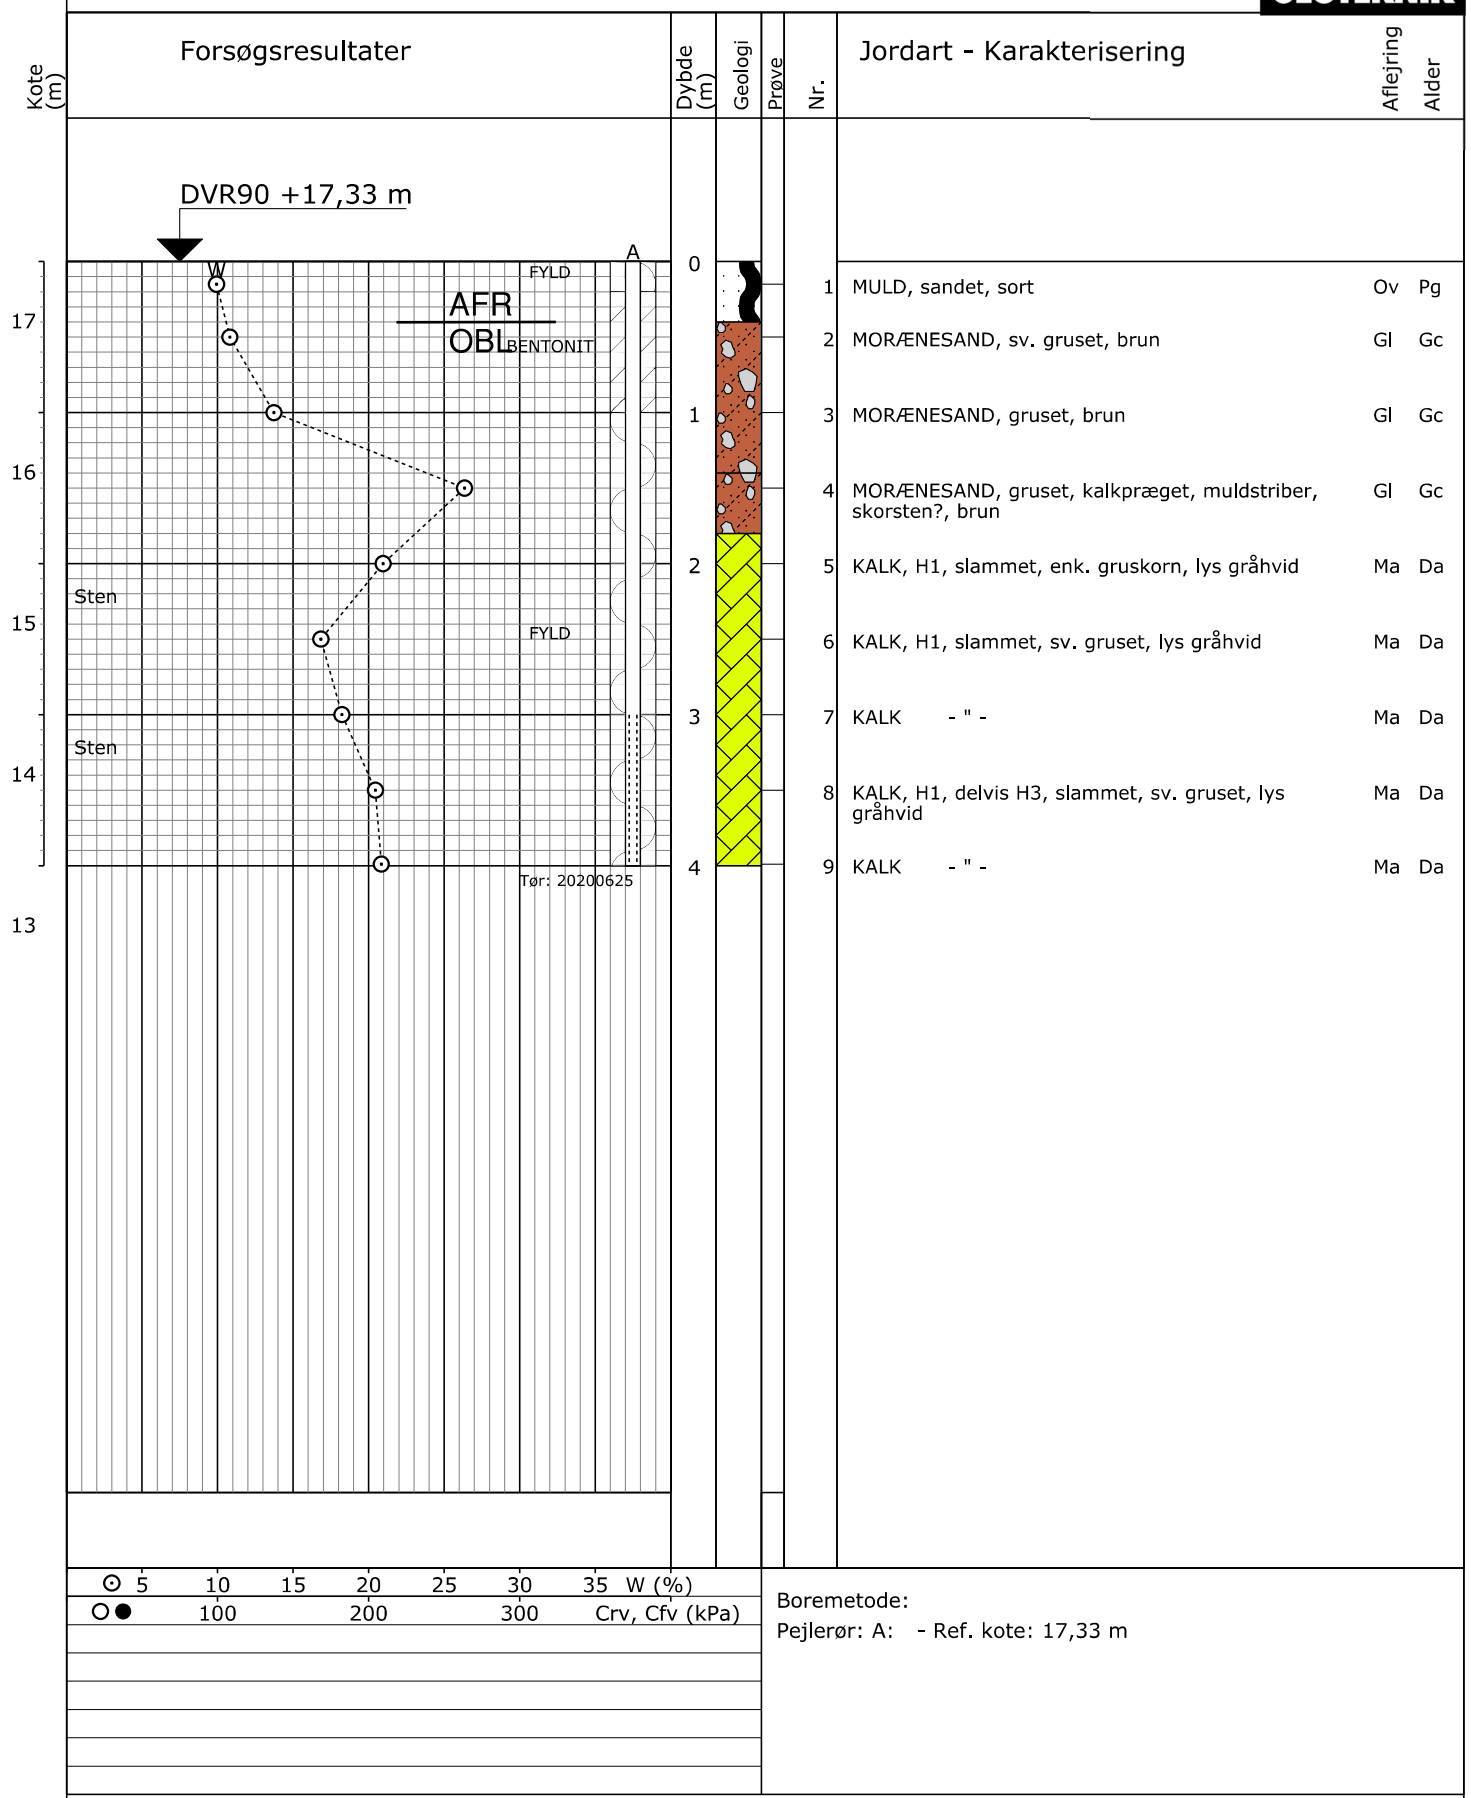 GEOTEKNIK
Kote (m)
Forsøgsresultater
Dybde (m)
Geologi
Prøve
Nr.
Jordart - Karakterisering
Aflejring
Alder
DVR90 +17,33 m
A
W
FYLD
0
1 MULD, sandet, sort Ov Pg
AFR
17
OBL BENTONIT
2 MORÆNESAND, sv. gruset, brun Gl Gc
1
3 MORÆNESAND, gruset, brun Gl Gc
16
4 MORÆNESAND, gruset, kalkpræget, muldstriber, Gl Gc
skorsten?, brun
2
5 KALK, H1, slammet, enk. gruskorn, lys gråhvid Ma Da
Sten
15
FYLD
6 KALK, H1, slammet, sv. gruset, lys gråhvid Ma Da
3
7 KALK - " - Ma Da
Sten
14
8 KALK, H1, delvis H3, slammet, sv. gruset, lys Ma Da
gråhvid
4
9 KALK - " - Ma Da
Tør: 20200625
13
5 10 15 20 25 30 35 W (%)
100 200 300 Crv, Cfv (kPa)
Boremetode:
Pejlerør: A: - Ref. kote: 17,33 m